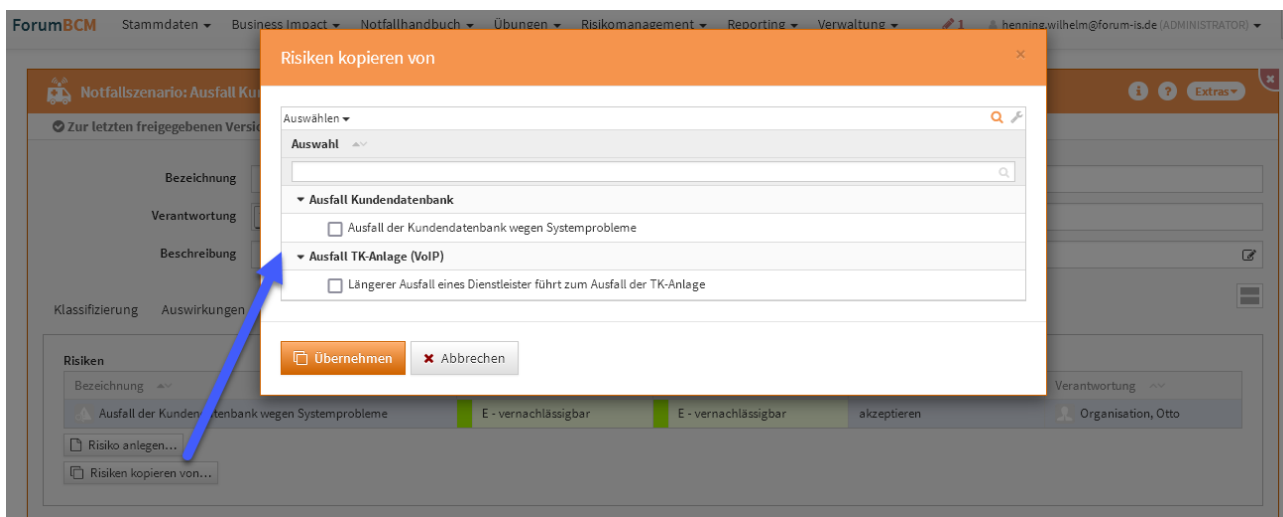 ForumBCM Stammdaten Business Impact Notfallhandbuch Übungen Risikomanagement Reporting Verwaltung 1 henning.wilhelm@forum-is.de (ADMINISTRATOR)
Risiken kopieren von ×
Notfallszenario: Ausfall Ku i ? Extras
Zur letzten freigegebenen Versi
Auswählen
Auswahl
Bezeichnung
Ausfall Kundendatenbank
Verantwortung
Ausfall der Kundendatenbank wegen Systemprobleme
Beschreibung
Ausfall TK-Anlage (VoIP)
Längerer Ausfall eines Dienstleister führt zum Ausfall der TK-Anlage
Klassifizierung Auswirkungen
Übernehmen Abbrechen
Risiken
Bezeichnung Verantwortung
Ausfall der Kundendatenbank wegen Systemprobleme E - vernachlässigbar E - vernachlässigbar akzeptieren Organisation, Otto
Risiko anlegen...
Risiken kopieren von...